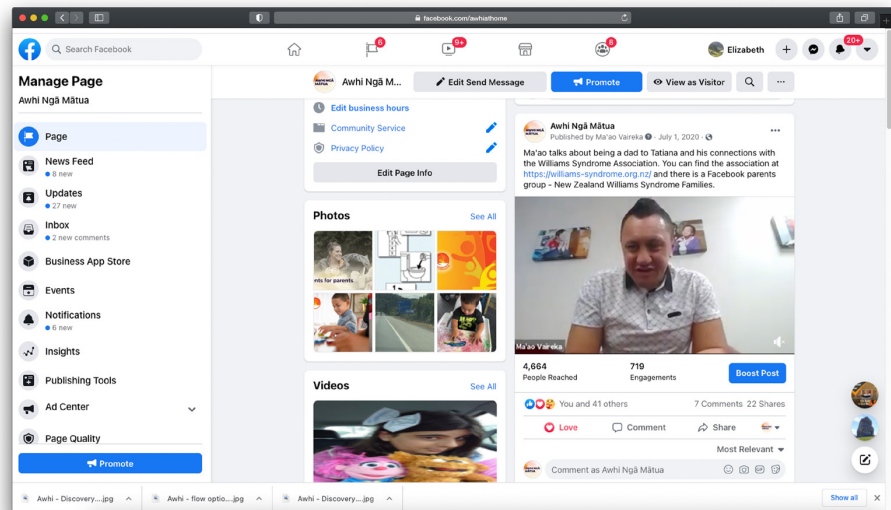 facebook.com/awhiathome
Search Facebook
6
9+
8
Elizabeth
20+
Manage Page
Awhi Ngā Mātua
Awhi Ngā M...
Edit Send Message
Promote
View as Visitor
Page
News Feed
8 new
Updates
27 new
Inbox
2 new comments
Business App Store
Events
Notifications
6 new
Insights
Publishing Tools
Ad Center
Page Quality
Promote
Edit business hours
Community Service
Privacy Policy
Edit Page Info
Photos
See All
nts for parents
Videos
See All
Awhi Ngā Mātua
Published by Ma'ao Vaireka · July 1, 2020 ·
Ma'ao talks about being a dad to Tatiana and his connections with
the Williams Syndrome Association. You can find the association at
https://williams-syndrome.org.nz/ and there is a Facebook parents
group - New Zealand Williams Syndrome Families.
Ma'ao Vaireka
4,664
People Reached
719
Engagements
Boost Post
You and 41 others
7 Comments 22 Shares
Love
Comment
Share
Most Relevant
Comment as Awhi Ngā Mātua
GIF
Awhi - Discovery....jpg
Awhi - flow optio....jpg
Awhi - Discovery....jpg
Show all